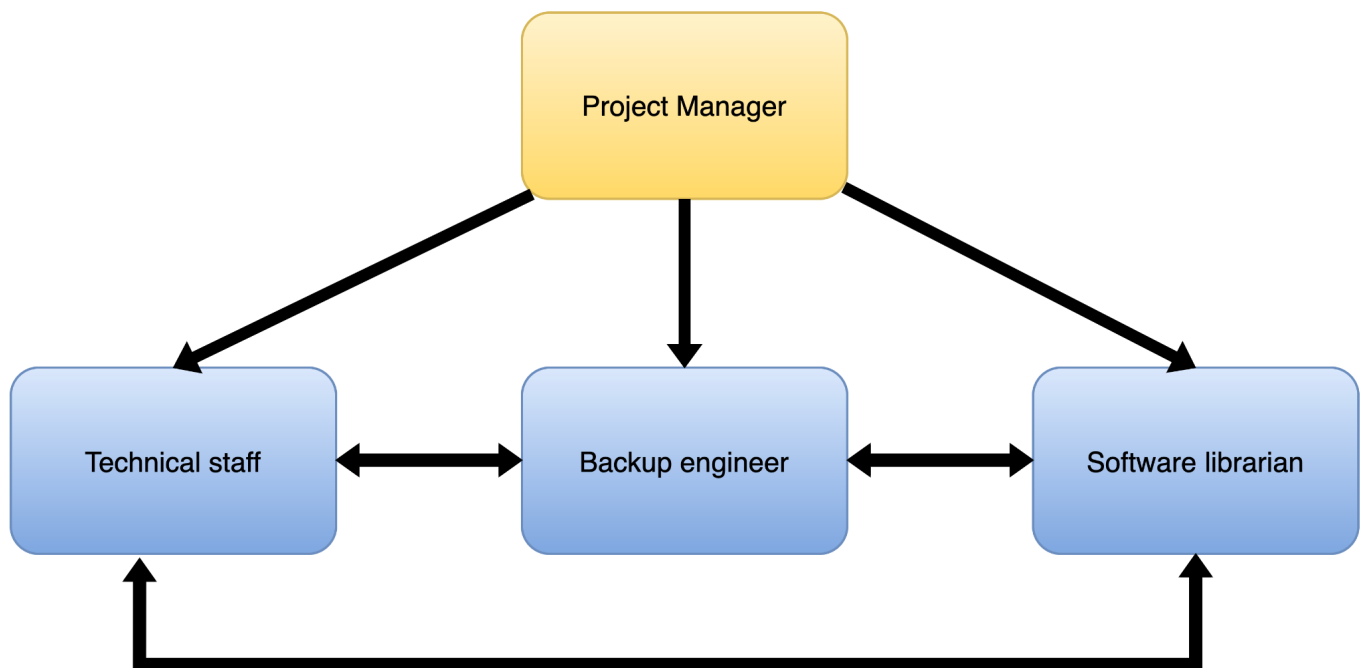 Project Manager
Technical staff
Backup engineer
Software librarian